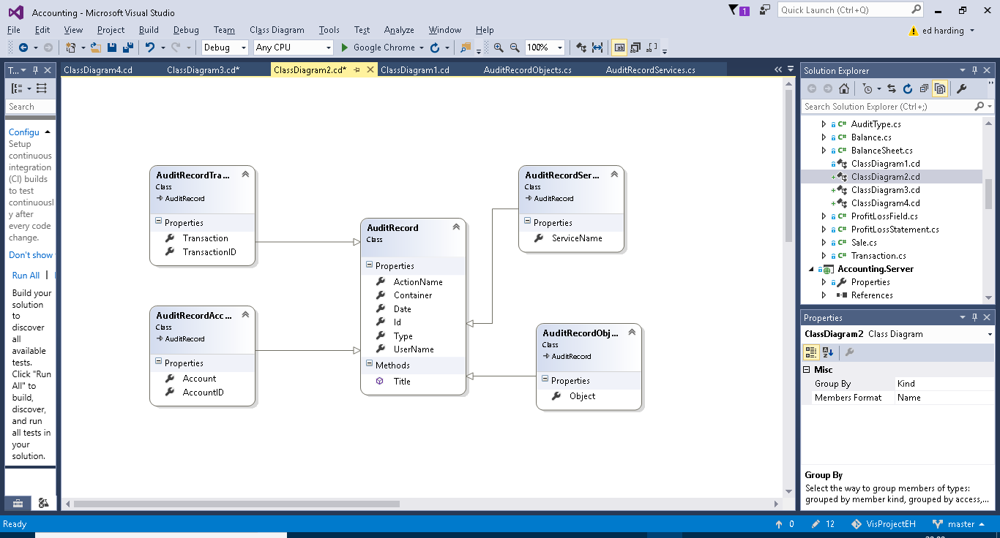 Accounting - Microsoft Visual Studio
1
Quick Launch (Ctrl+Q)
File Edit View Project Build Debug Team Class Diagram Tools Test Analyze Window Help
ed harding
Debug Any CPU Google Chrome 100%
T...
Search
Configu
Setup
continuous
integration
(CI) builds
to test
continuousl
y after
every code
change.
Don't show
Run All
Build your
solution
to
discover
all
available
tests.
Click "Run
All" to
build,
discover,
and run
all tests in
your
solution.
ClassDiagram4.cd ClassDiagram3.cd* ClassDiagram2.cd* ClassDiagram1.cd AuditRecordObjects.cs AuditRecordServices.cs
AuditRecordTra...
Class
AuditRecord
Properties
Transaction
TransactionID
AuditRecordAcc...
Class
AuditRecord
Properties
Account
AccountID
AuditRecord
Class
Properties
ActionName
Container
Date
Id
Type
UserName
Methods
Title
AuditRecordSer...
Class
AuditRecord
Properties
ServiceName
AuditRecordObj...
Class
AuditRecord
Properties
Object
Solution Explorer
Search Solution Explorer (Ctrl+;)
C# AuditType.cs
C# Balance.cs
C# BalanceSheet.cs
ClassDiagram1.cd
ClassDiagram2.cd
ClassDiagram3.cd
ClassDiagram4.cd
C# ProfitLossField.cs
C# ProfitLossStatement.cs
C# Sale.cs
C# Transaction.cs
Accounting.Server
Properties
References
Properties
ClassDiagram2 Class Diagram
Misc
Group By Kind
Members Format Name
Group By
Select the way to group members of types:
grouped by member kind, grouped by access,...
Ready
0 12 VisProjectEH master